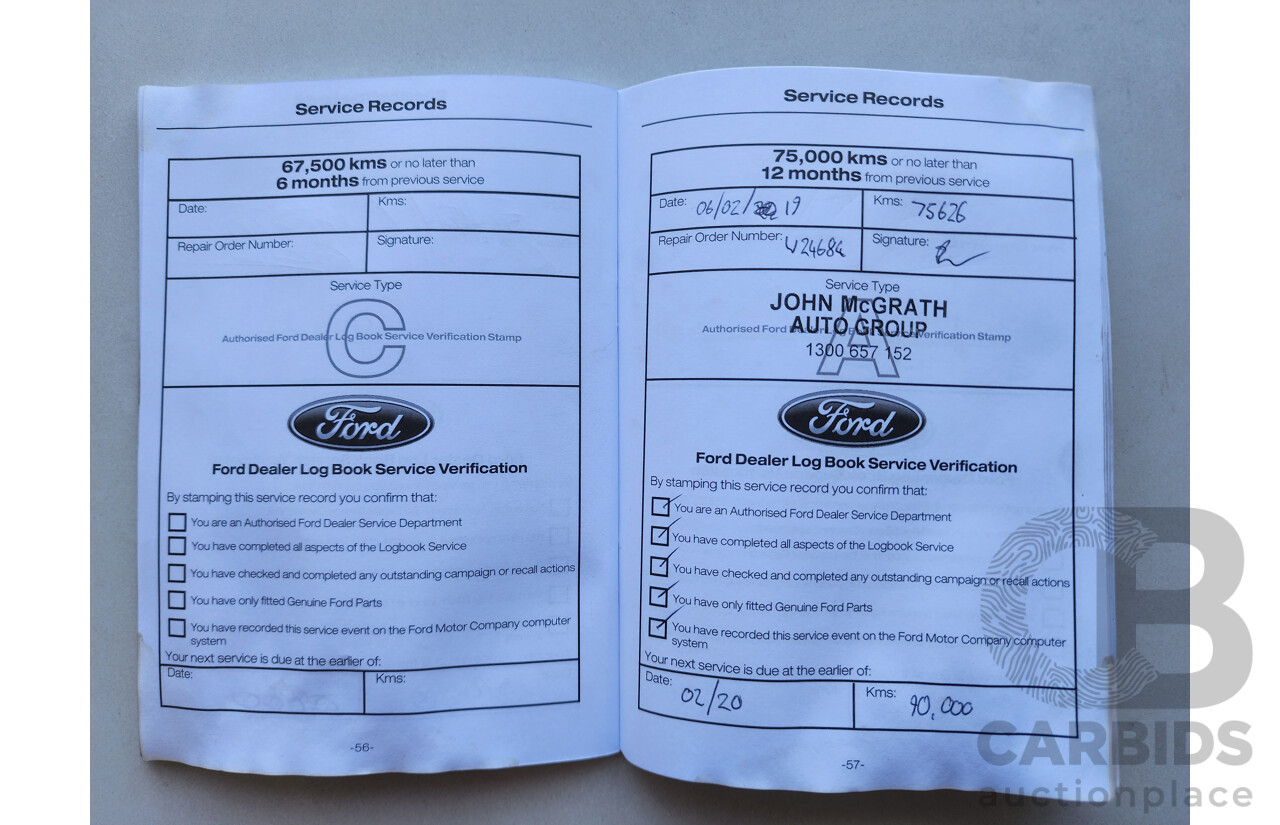 Service Records
67,500 kms or no later than
6 months from previous service
Date:
Kms:
Repair Order Number:
Signature:
Service Type
C
Authorised Ford Dealer Log Book Service Verification Stamp
Ford
Ford Dealer Log Book Service Verification
By stamping this service record you confirm that:
You are an Authorised Ford Dealer Service Department
You have completed all aspects of the Logbook Service
You have checked and completed any outstanding campaign or recall actions
You have only fitted Genuine Ford Parts
You have recorded this service event on the Ford Motor Company computer
system
Your next service is due at the earlier of:
Date:
Kms:
-56-
Service Records
75,000 kms or no later than
12 months from previous service
Date: 06/02/ 19
Kms: 75626
Repair Order Number:
Signature:
Service Type
JOHN McGRATH
AUTO GROUP
1300 657 152
A
Authorised Ford Dealer Log Book Service Verification Stamp
Ford
Ford Dealer Log Book Service Verification
By stamping this service record you confirm that:
You are an Authorised Ford Dealer Service Department
You have completed all aspects of the Logbook Service
You have checked and completed any outstanding campaign or recall actions
You have only fitted Genuine Ford Parts
You have recorded this service event on the Ford Motor Company computer
system
Your next service is due at the earlier of:
Date: 02/20
Kms: 90,000
-57-
CB
CARBIDS
auctionplace